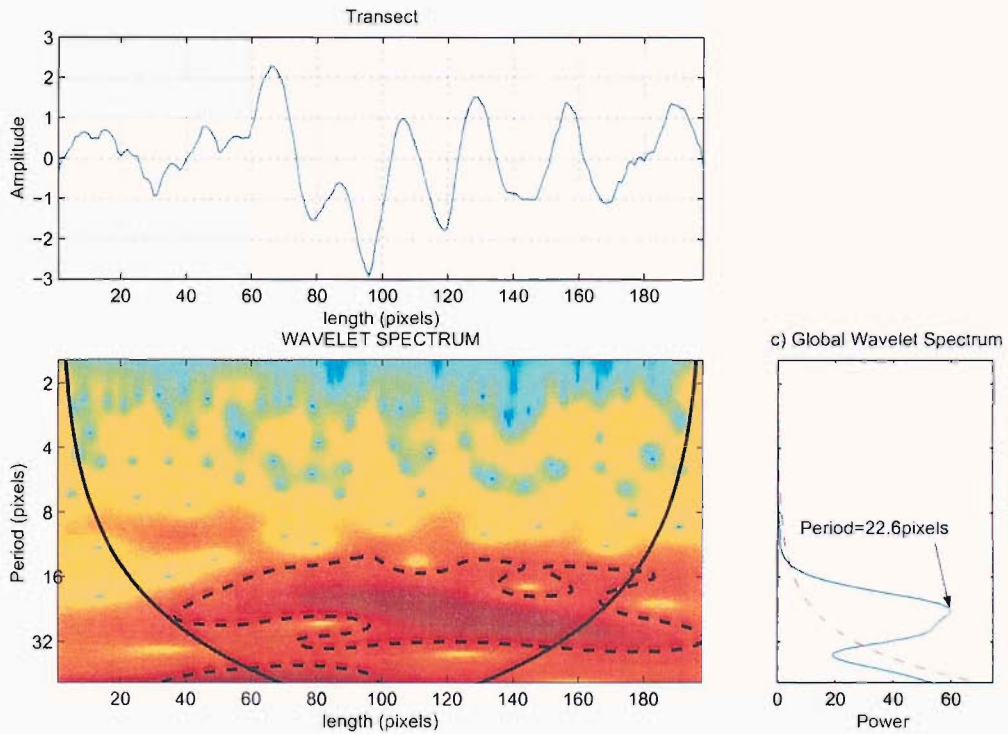 Transect
3
2
1
0
−1
−2
−3
Amplitude
20 40 60 80 100 120 140 160 180
length (pixels)
WAVELET SPECTRUM
2
4
8
16
32
Period (pixels)
20 40 60 80 100 120 140 160 180
length (pixels)
c) Global Wavelet Spectrum
Period=22.6pixels
0 20 40 60
Power